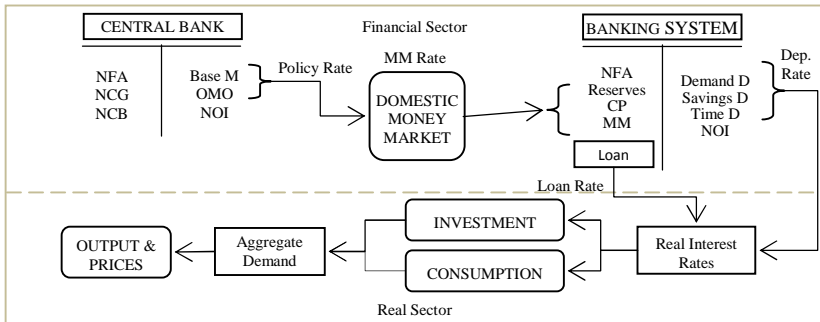 CENTRAL BANK
Financial Sector
BANKING SYSTEM
NFA
NCG
NCB
Base M
OMO
NOI
Policy Rate
MM Rate
DOMESTIC
MONEY
MARKET
NFA
Reserves
CP
MM
Loan
Demand D
Savings D
Time D
NOI
Dep.
Rate
Loan Rate
OUTPUT &
PRICES
Aggregate
Demand
INVESTMENT
CONSUMPTION
Real Interest
Rates
Real Sector